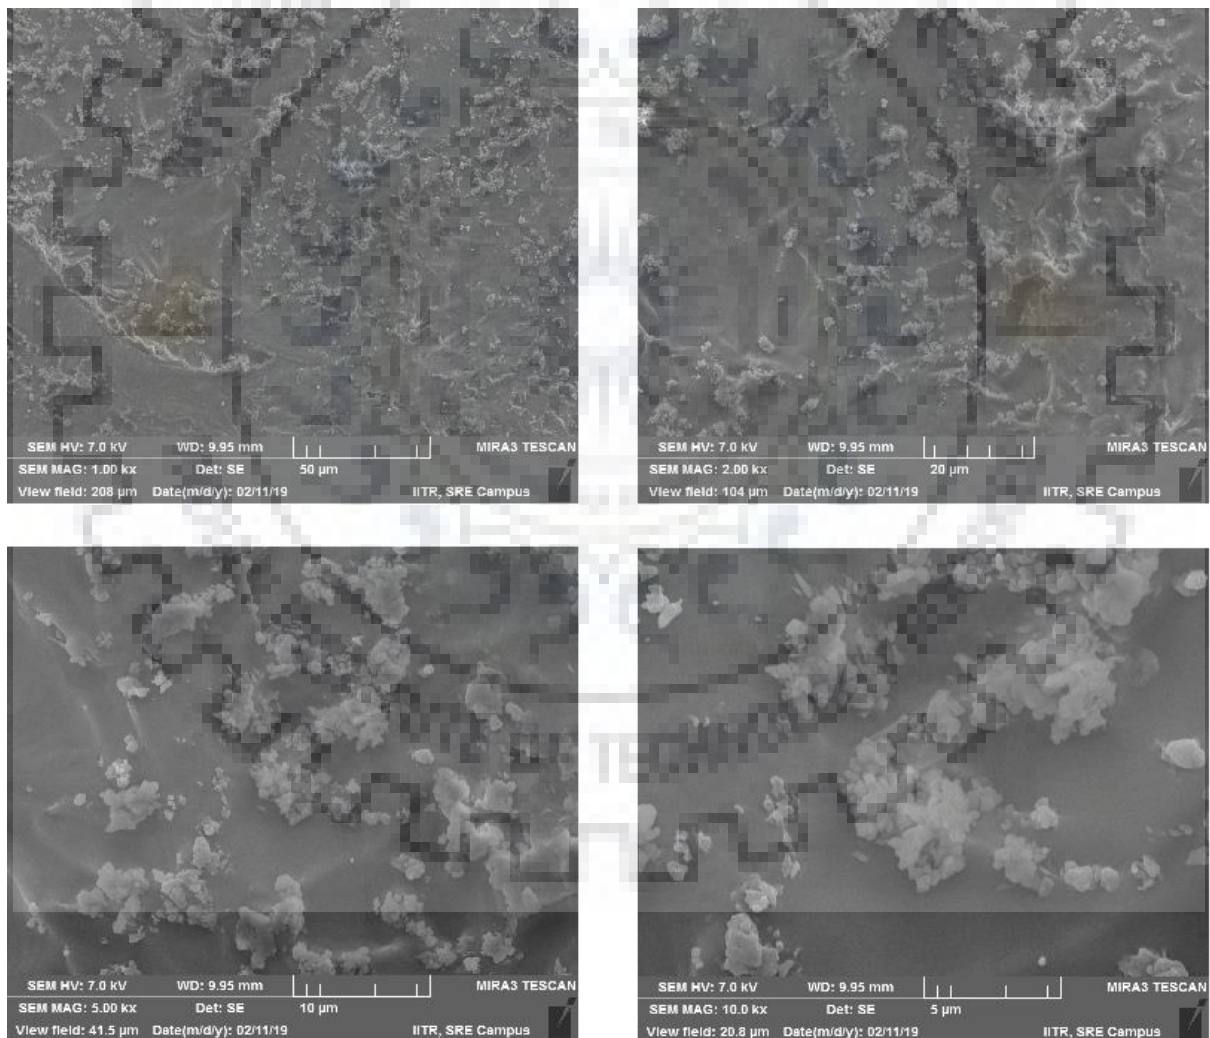 SEM HV: 7.0 kV WD: 9.95 mm MIRA3 TESCAN
SEM MAG: 1.00 kx Det: SE 50 µm
View field: 208 µm Date(m/d/y): 02/11/19 IITR, SRE Campus
SEM HV: 7.0 kV WD: 9.95 mm MIRA3 TESCAN
SEM MAG: 2.00 kx Det: SE 20 µm
View field: 104 µm Date(m/d/y): 02/11/19 IITR, SRE Campus
SEM HV: 7.0 kV WD: 9.95 mm MIRA3 TESCAN
SEM MAG: 5.00 kx Det: SE 10 µm
View field: 41.5 µm Date(m/d/y): 02/11/19 IITR, SRE Campus
SEM HV: 7.0 kV WD: 9.95 mm MIRA3 TESCAN
SEM MAG: 10.0 kx Det: SE 5 µm
View field: 20.8 µm Date(m/d/y): 02/11/19 IITR, SRE Campus